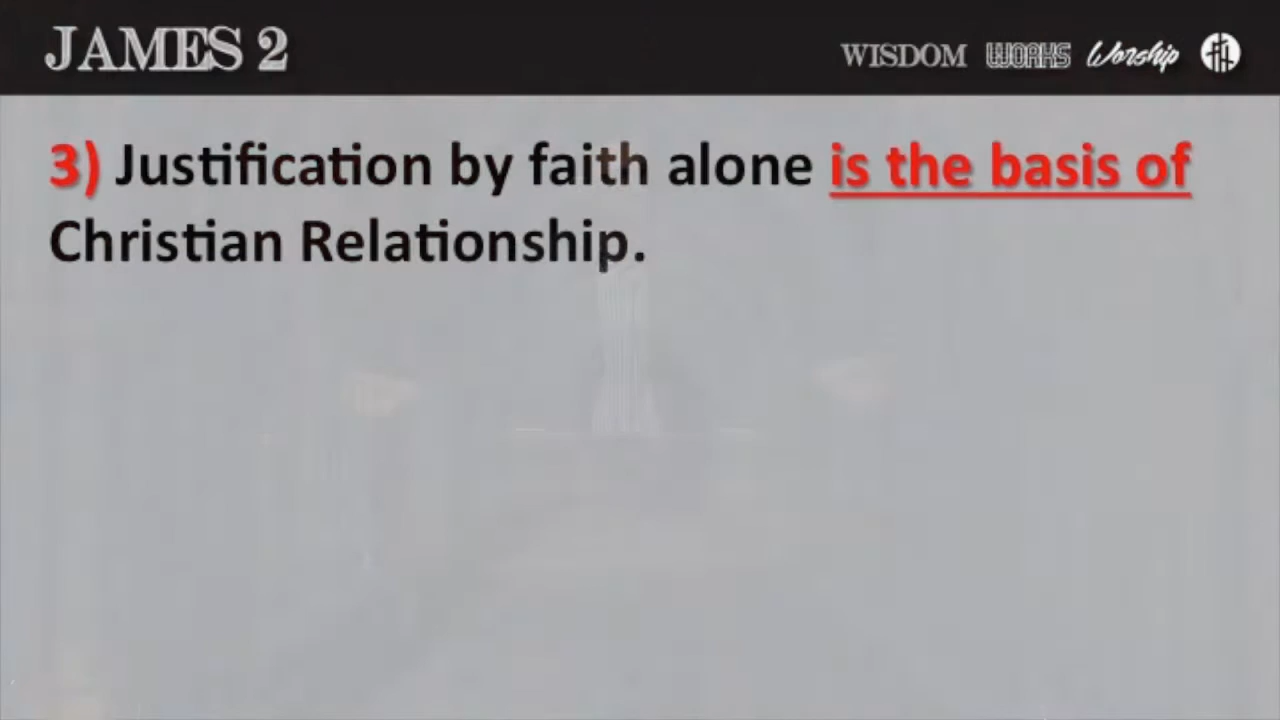 JAMES 2
WISDOM WORKS Worship
3) Justification by faith alone is the basis of
Christian Relationship.